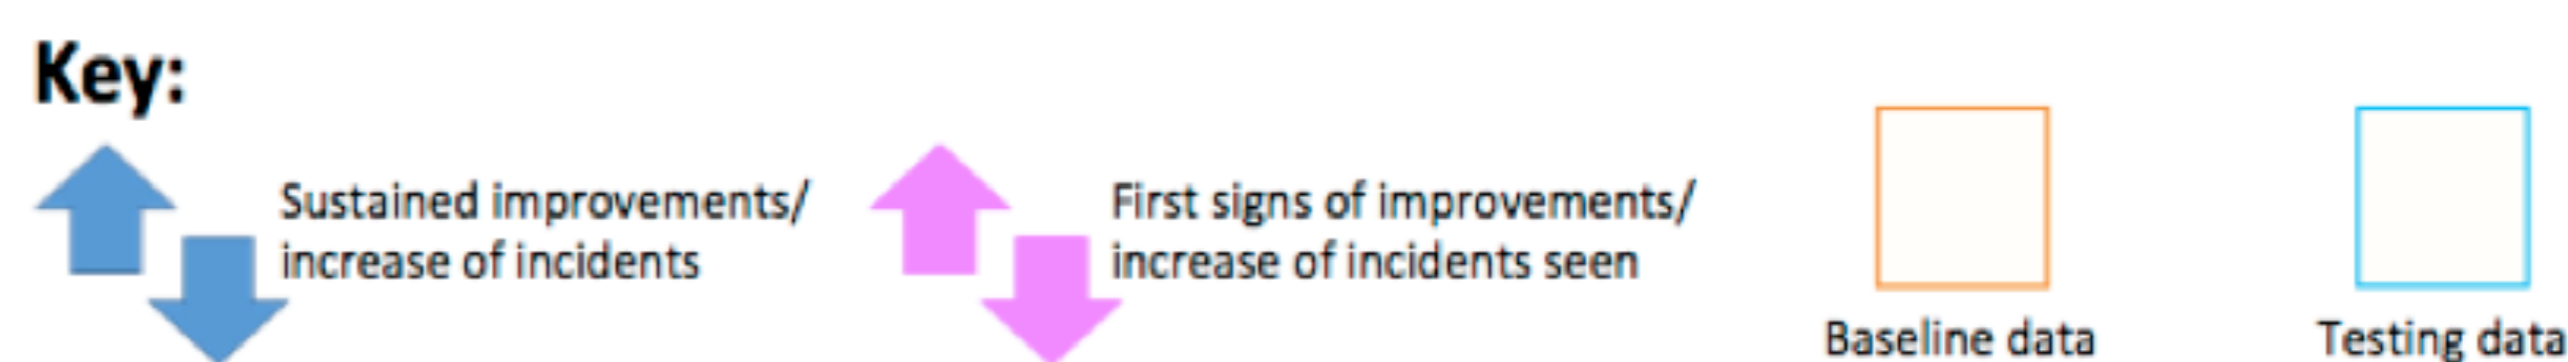 Key:
Sustained improvements/
increase of incidents
First signs of improvements/
increase of incidents seen
Baseline data
Testing data